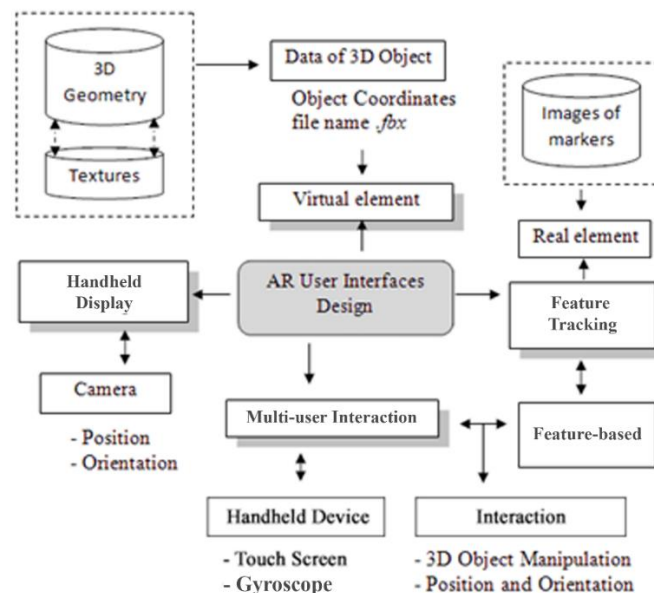 3D
Geometry
Textures
Data of 3D Object
Object Coordinates
file name .fbx
Images of
markers
Virtual element
Real element
Handheld
Display
AR User Interfaces
Design
Feature
Tracking
Camera
- Position
- Orientation
Multi-user Interaction
Feature-based
Handheld Device
- Touch Screen
- Gyroscope
Interaction
- 3D Object Manipulation
- Position and Orientation